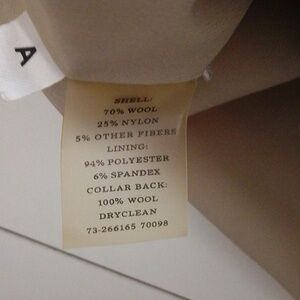 A
SHELL:
70% WOOL
25% NYLON
5% OTHER FIBERS
LINING:
94% POLYESTER
6% SPANDEX
COLLAR BACK:
100% WOOL
DRYCLEAN
73-266165 70098